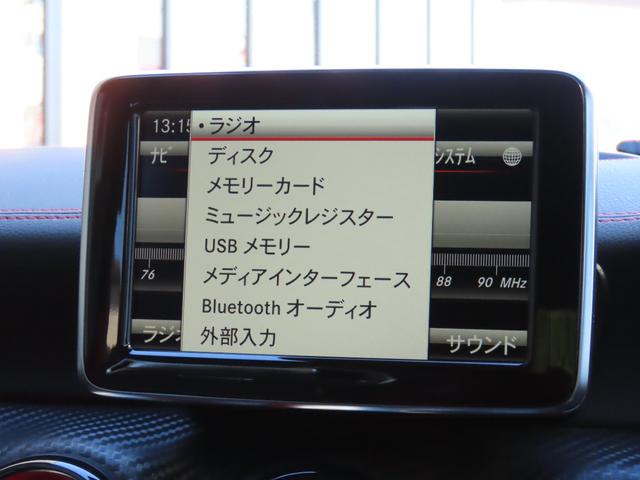 13:15
・ラジオ
ナビ
システム
ディスク
メモリーカード
ミュージックレジスター
USB メモリー
メディアインターフェース
76
88 90 MHz
Bluetooth オーディオ
ラジオ
外部入力
サウンド